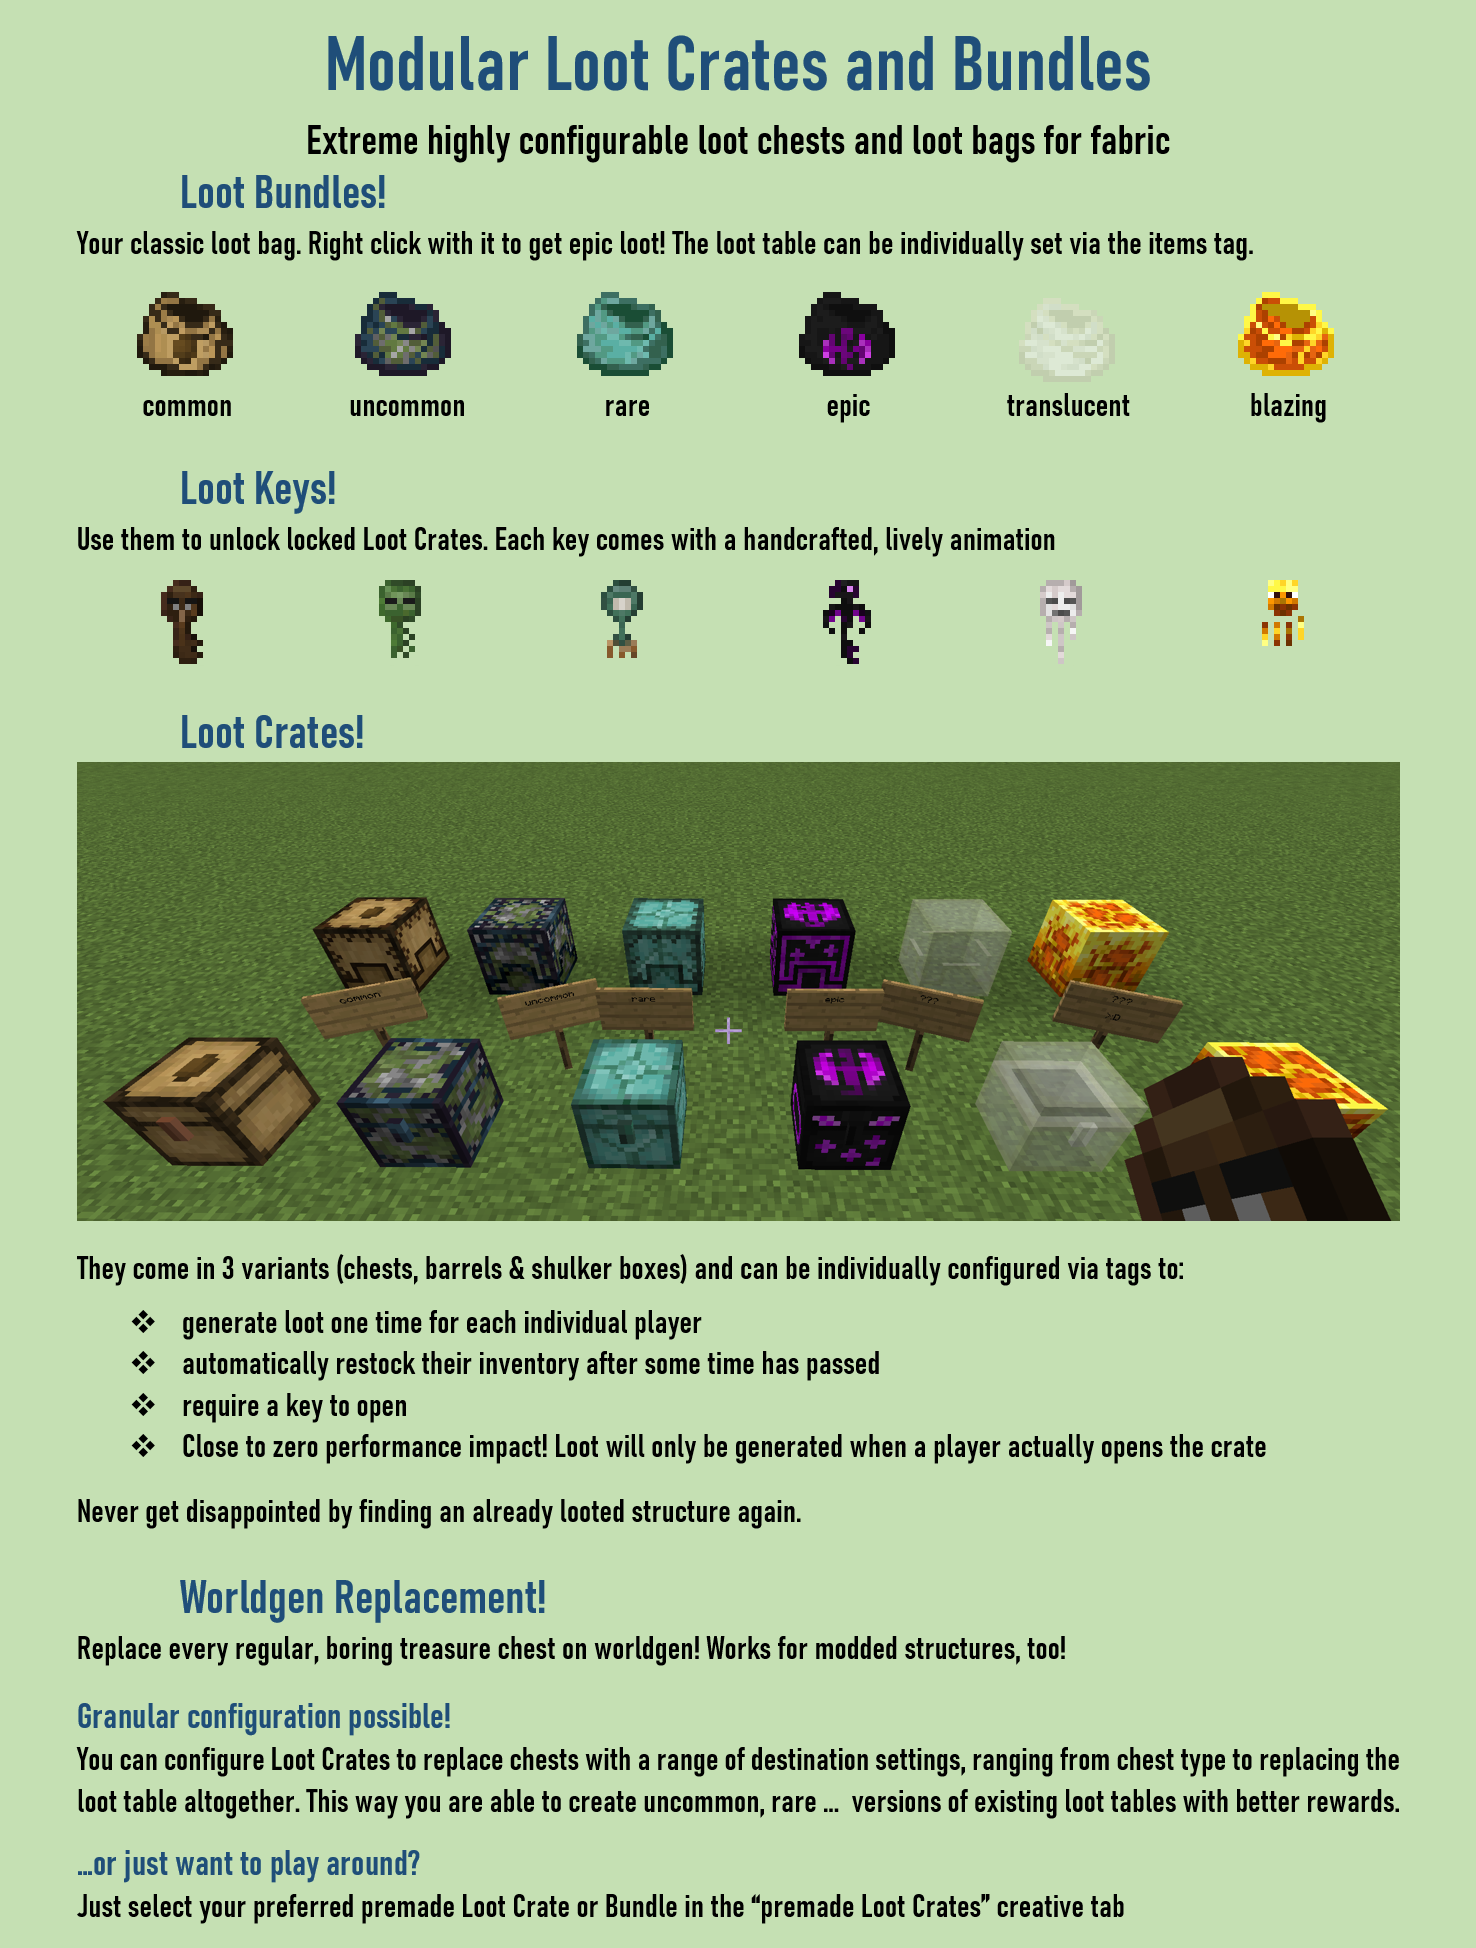 Modular Loot Crates and Bundles
Extreme highly configurable loot chests and loot bags for fabric
Loot Bundles!
Your classic loot bag. Right click with it to get epic loot! The loot table can be individually set via the items tag.
common uncommon rare epic translucent blazing
Loot Keys!
Use them to unlock locked Loot Crates. Each key comes with a handcrafted, lively animation
Loot Crates!
common uncommon rare epic ??? ???
>:D
They come in 3 variants (chests, barrels & shulker boxes) and can be individually configured via tags to:
❖ generate loot one time for each individual player
❖ automatically restock their inventory after some time has passed
❖ require a key to open
❖ Close to zero performance impact! Loot will only be generated when a player actually opens the crate
Never get disappointed by finding an already looted structure again.
Worldgen Replacement!
Replace every regular, boring treasure chest on worldgen! Works for modded structures, too!
Granular configuration possible!
You can configure Loot Crates to replace chests with a range of destination settings, ranging from chest type to replacing the
loot table altogether. This way you are able to create uncommon, rare … versions of existing loot tables with better rewards.
…or just want to play around?
Just select your preferred premade Loot Crate or Bundle in the “premade Loot Crates” creative tab